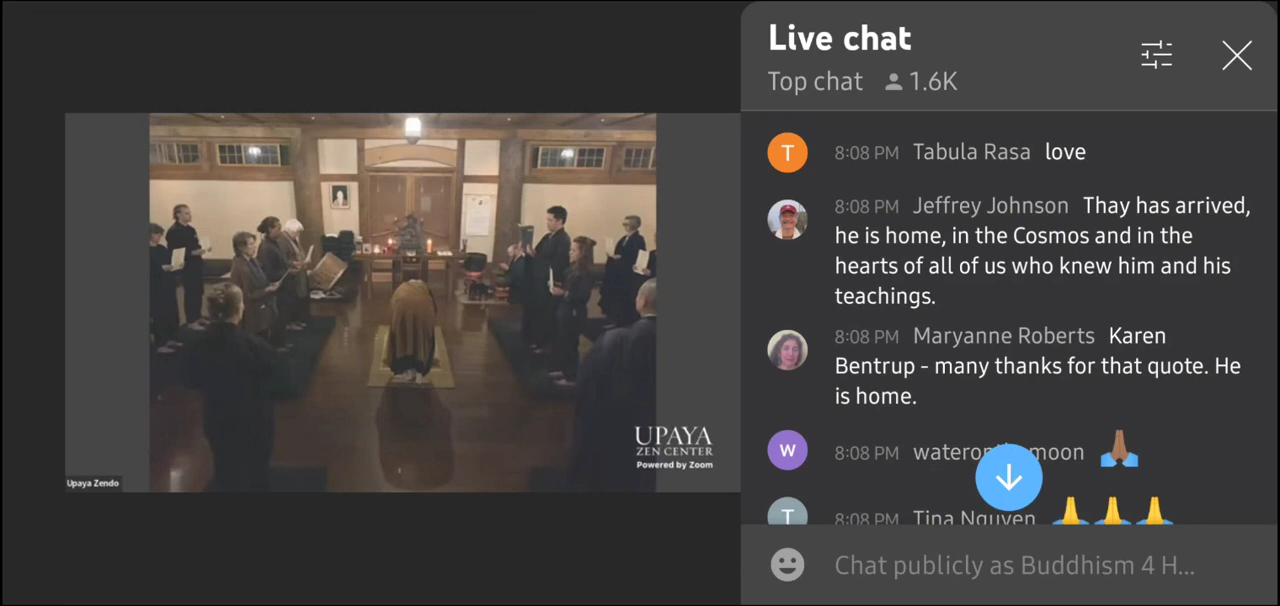 Live chat
Top chat 1.6K
8:08 PM Tabula Rasa love
8:08 PM Jeffrey Johnson Thay has arrived,
he is home, in the Cosmos and in the
hearts of all of us who knew him and his
teachings.
8:08 PM Maryanne Roberts Karen
Bentrup - many thanks for that quote. He
is home.
W 8:08 PM wateronthemoon
T 8:08 PM Tina Nguyen
Chat publicly as Buddhism 4 H...
UPAYA
ZEN CENTER
Powered by Zoom
Upaya Zendo